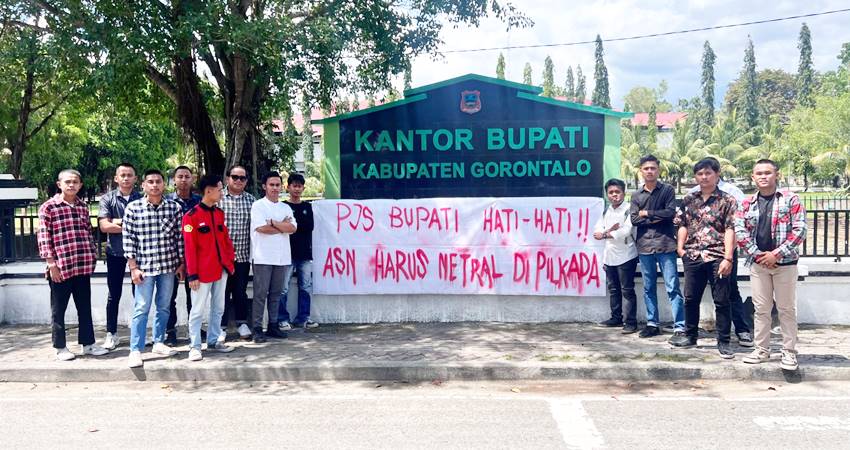 KANTOR BUPATI
KABUPATEN GORONTALO
PJS BUPATI HATI-HATI!!
ASN HARUS NETRAL DI PILKADA